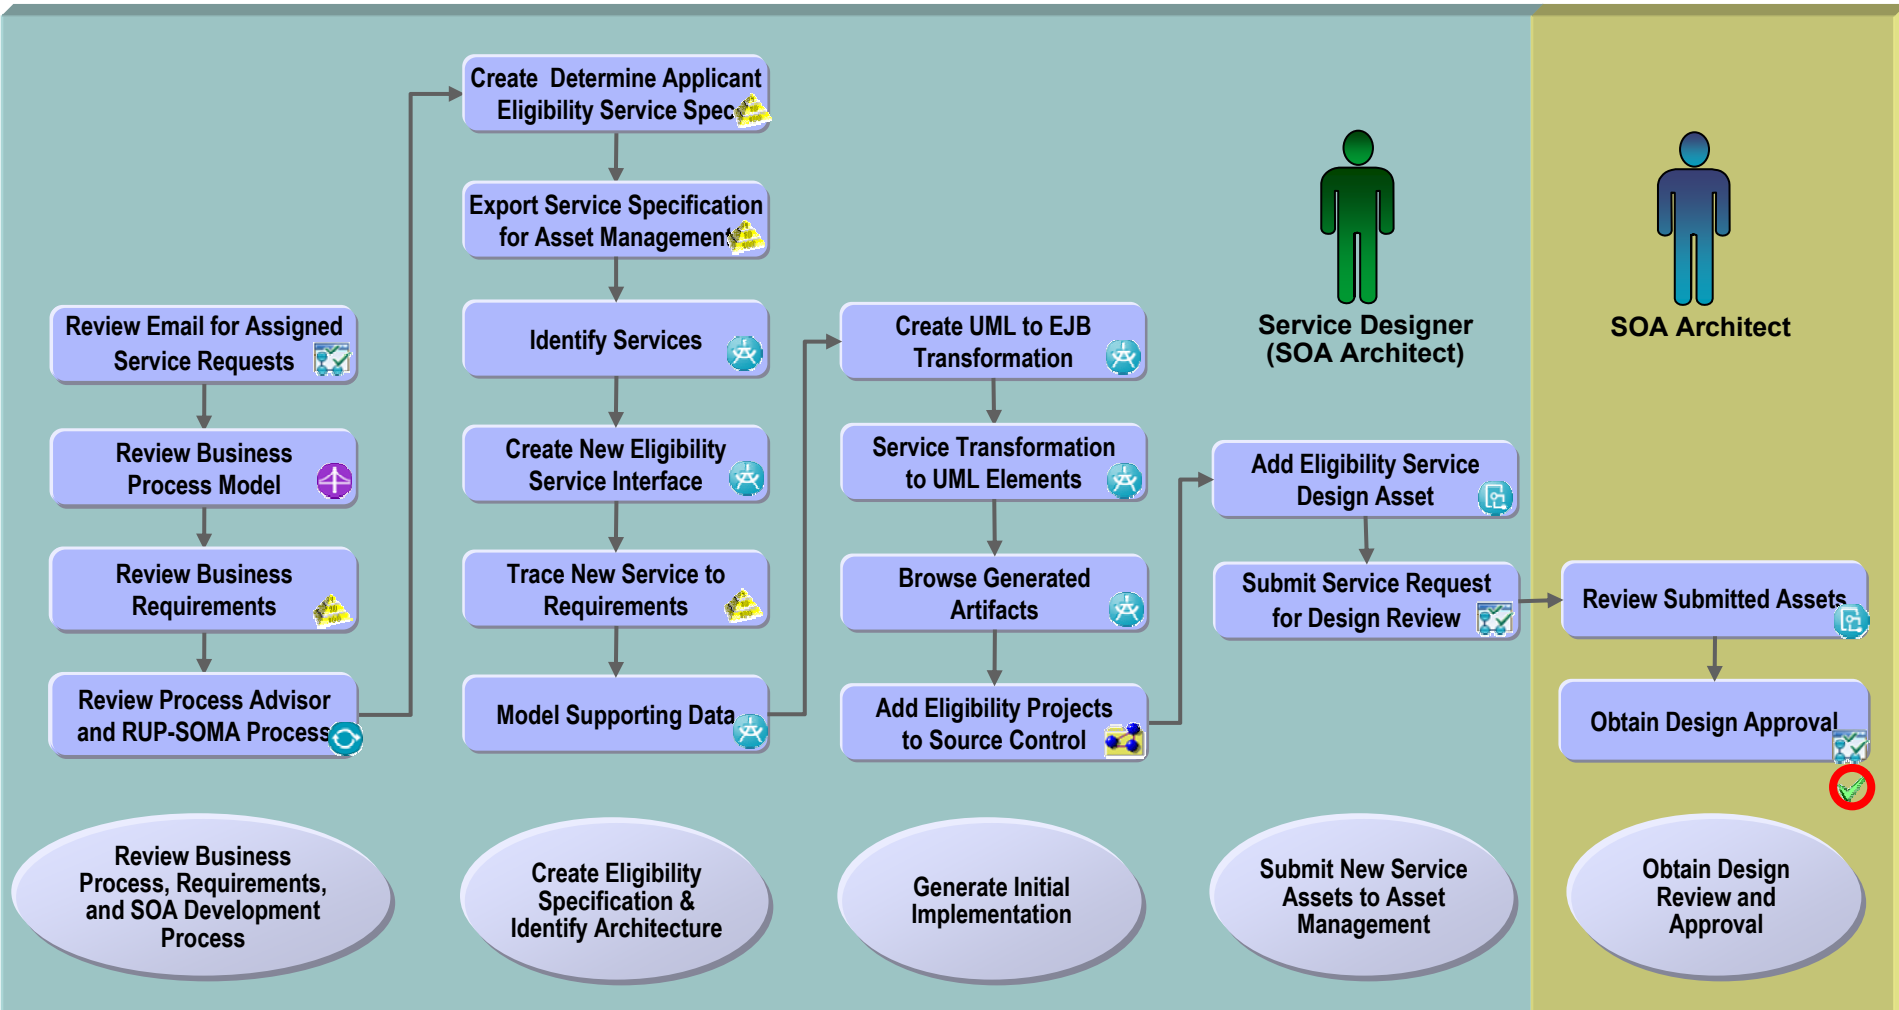 Review Email for Assigned
Service Requests
Review Business
Process Model
Review Business
Requirements
Review Process Advisor
and RUP-SOMA Process
Review Business
Process, Requirements,
and SOA Development
Process
Create Determine Applicant
Eligibility Service Spec
Export Service Specification
for Asset Management
Identify Services
Create New Eligibility
Service Interface
Trace New Service to
Requirements
Model Supporting Data
Create Eligibility
Specification &
Identify Architecture
Create UML to EJB
Transformation
Service Transformation
to UML Elements
Browse Generated
Artifacts
Add Eligibility Projects
to Source Control
Generate Initial
Implementation
Service Designer
(SOA Architect)
Add Eligibility Service
Design Asset
Submit Service Request
for Design Review
Submit New Service
Assets to Asset
Management
SOA Architect
Review Submitted Assets
Obtain Design Approval
Obtain Design
Review and
Approval